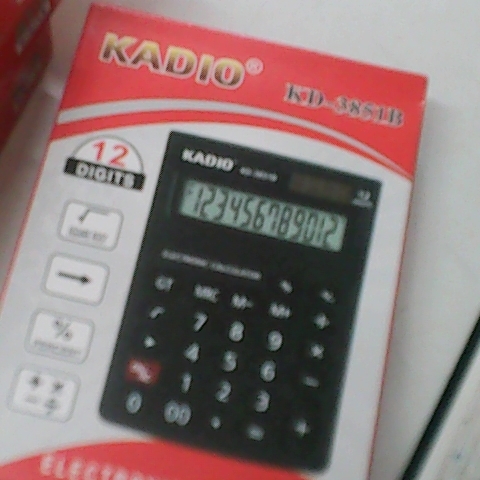 KADIO®
KD-3851B
12
DIGITS
KADIO
123456789012
ELECTRONIC CALCULATOR
GT MRC M- M+
7 8 9
4 5 6
1 2 3
0 00